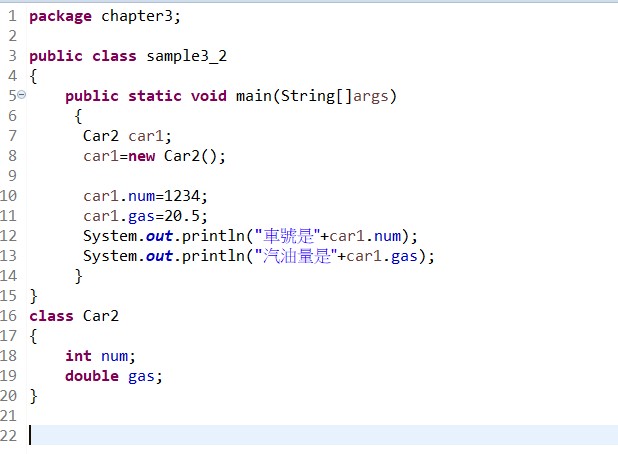 1 package chapter3;
2
3 public class sample3_2
4 {
5 public static void main(String[]args)
6 {
7 Car2 car1;
8 car1=new Car2();
9
10 car1.num=1234;
11 car1.gas=20.5;
12 System.out.println("車號是"+car1.num);
13 System.out.println("汽油量是"+car1.gas);
14 }
15 }
16 class Car2
17 {
18 int num;
19 double gas;
20 }
21
22